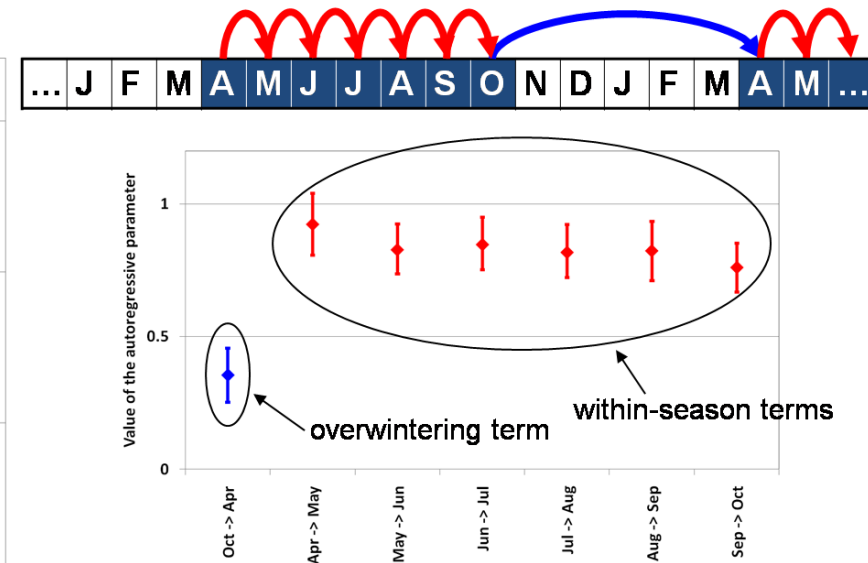 ... J F M A M J J A S O N D J F M A M ...
Value of the autoregressive parameter
1
0.5
0
within-season terms
overwintering term
Oct -> Apr
Apr -> May
May -> Jun
Jun -> Jul
Jul -> Aug
Aug -> Sep
Sep -> Oct